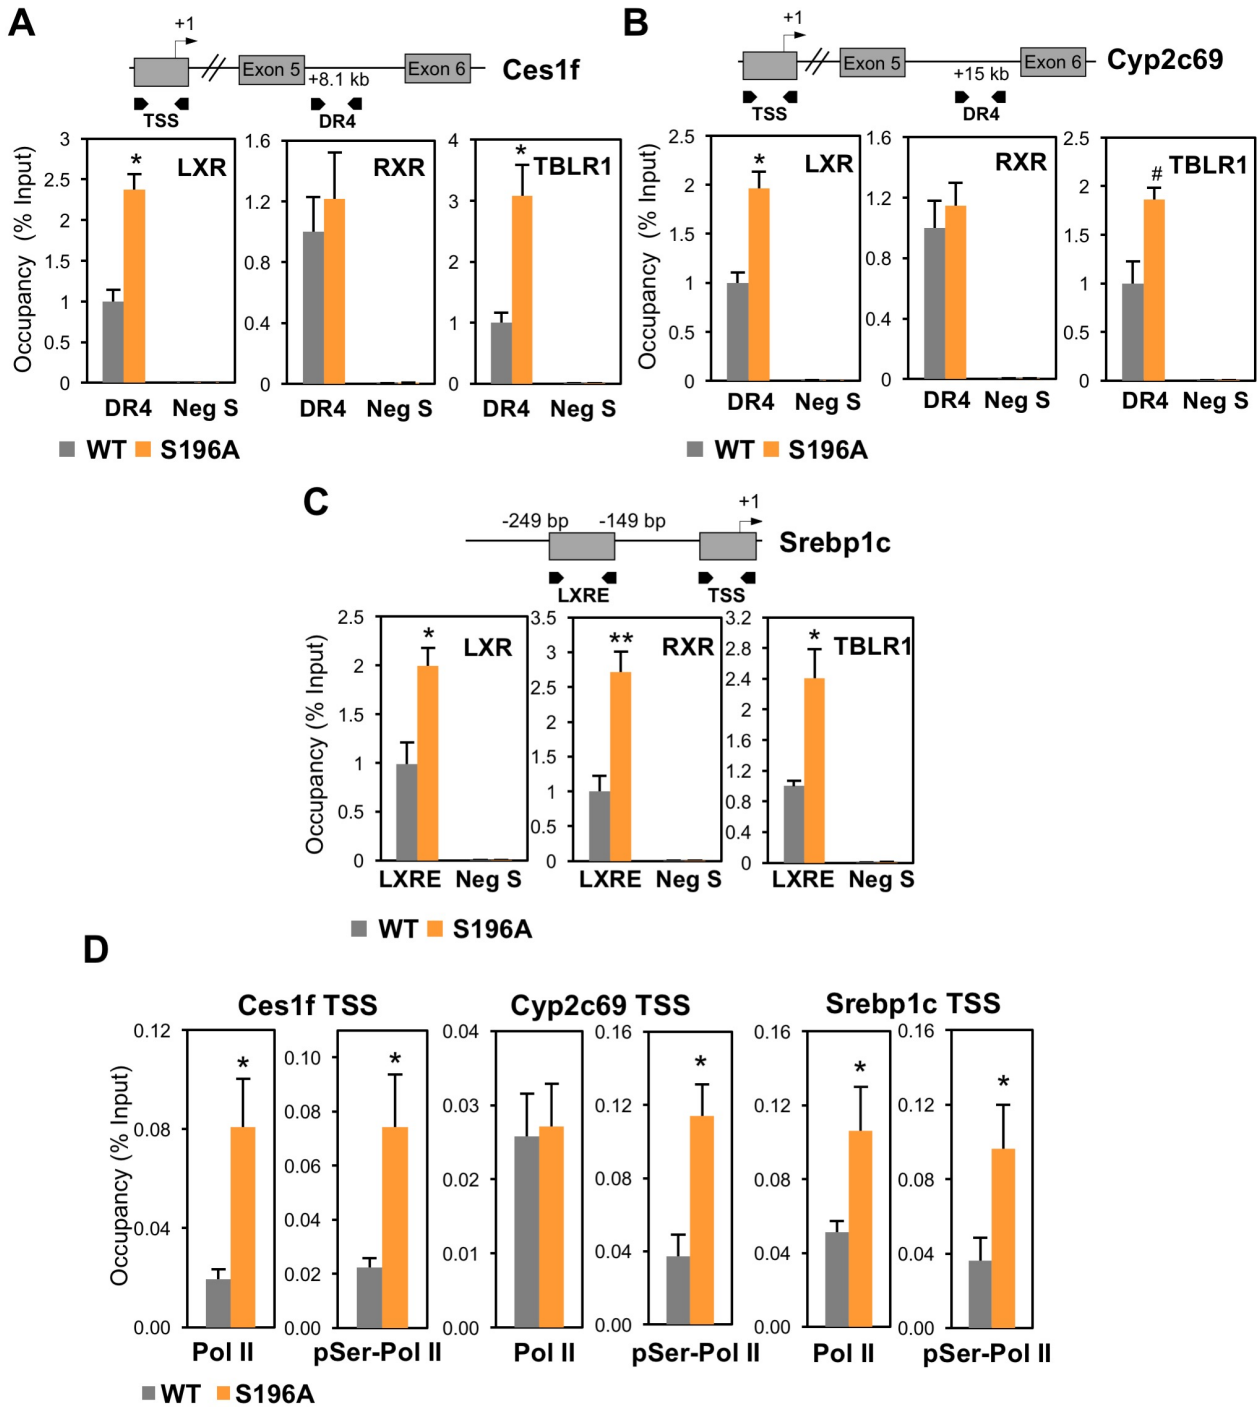 A
+1
Exon 5
Exon 6
Ces1f
+8.1 kb
TSS
DR4
Occupancy (% Input)
3
2.5
2
1.5
1
0.5
0
*
LXR
DR4 Neg S
1.6
1.2
0.8
0.4
0
RXR
DR4 Neg S
4
3
2
1
0
*
TBLR1
DR4 Neg S
WT S196A
B
+1
Exon 5
Exon 6
Cyp2c69
+15 kb
TSS
DR4
Occupancy (% Input)
2.5
2
1.5
1
0.5
0
*
LXR
DR4 Neg S
1.6
1.2
0.8
0.4
0
RXR
DR4 Neg S
2.5
2
1.5
1
0.5
0
#
TBLR1
DR4 Neg S
WT S196A
C
+1
-249 bp -149 bp
Srebp1c
LXRE
TSS
Occupancy (% Input)
2.5
2
1.5
1
0.5
0
*
LXR
LXRE Neg S
3.5
3
2.5
2
1.5
1
0.5
0
**
RXR
LXRE Neg S
3.2
2.8
2.4
2
1.6
1.2
0.8
0.4
0
*
TBLR1
LXRE Neg S
WT S196A
D
Ces1f TSS
Cyp2c69 TSS
Srebp1c TSS
Occupancy (% Input)
0.12
0.08
0.04
0.00
*
Pol II
0.10
0.08
0.06
0.04
0.02
0.00
*
pSer-Pol II
0.04
0.03
0.02
0.01
0.00
Pol II
0.16
0.12
0.08
0.04
0.00
*
pSer-Pol II
0.16
0.12
0.08
0.04
0.00
*
Pol II
0.16
0.12
0.08
0.04
0.00
*
pSer-Pol II
WT S196A